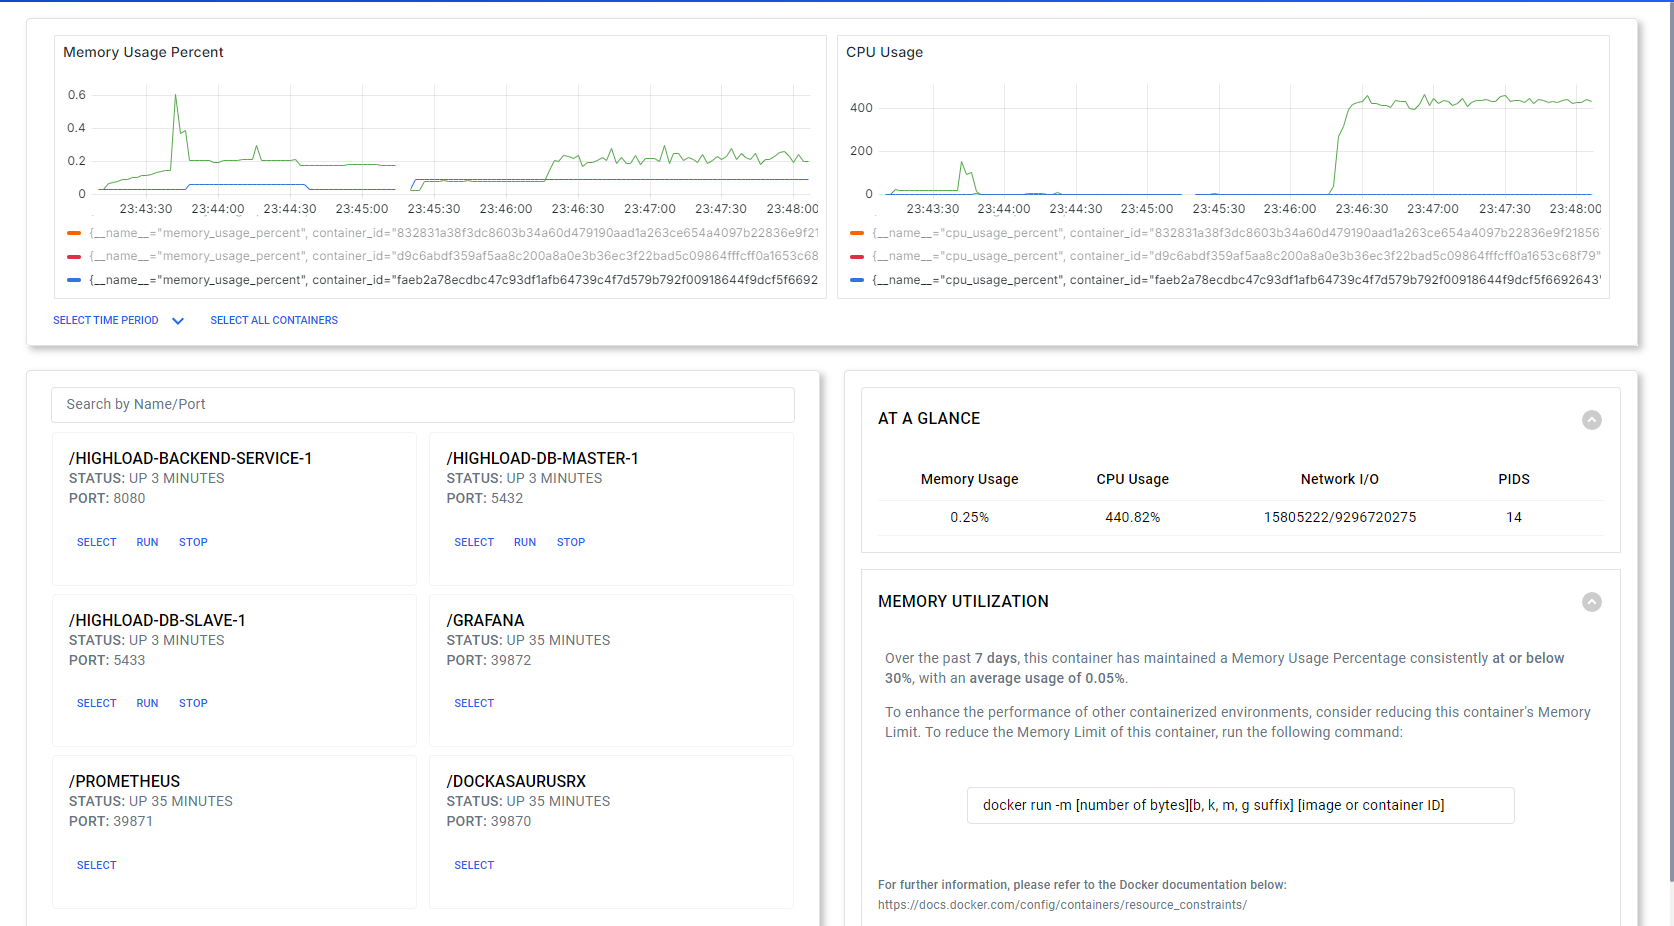 Memory Usage Percent
0.6
0.4
0.2
0
23:43:30 23:44:00 23:44:30 23:45:00 23:45:30 23:46:00 23:46:30 23:47:00 23:47:30 23:48:00
{__name__="memory_usage_percent", container_id="832831a38f3dc8603b34a60d479190aad1a263ce654a4097b22836e9f21
{__name__="memory_usage_percent", container_id="d9c6abdf359af5aa8c200a8a0e3b36ec3f22bad5c09864fffcff0a1653c68
{__name__="memory_usage_percent", container_id="faeb2a78ecdbc47c93df1afb64739c4f7d579b792f00918644f9dcf5f6692
CPU Usage
400
200
0
23:43:30 23:44:00 23:44:30 23:45:00 23:45:30 23:46:00 23:46:30 23:47:00 23:47:30 23:48:00
{__name__="cpu_usage_percent", container_id="832831a38f3dc8603b34a60d479190aad1a263ce654a4097b22836e9f21856
{__name__="cpu_usage_percent", container_id="d9c6abdf359af5aa8c200a8a0e3b36ec3f22bad5c09864fffcff0a1653c68f79"
{__name__="cpu_usage_percent", container_id="faeb2a78ecdbc47c93df1afb64739c4f7d579b792f00918644f9dcf5f6692643"
SELECT TIME PERIOD SELECT ALL CONTAINERS
Search by Name/Port
/HIGHLOAD-BACKEND-SERVICE-1
STATUS: UP 3 MINUTES
PORT: 8080
SELECT RUN STOP
/HIGHLOAD-DB-MASTER-1
STATUS: UP 3 MINUTES
PORT: 5432
SELECT RUN STOP
/HIGHLOAD-DB-SLAVE-1
STATUS: UP 3 MINUTES
PORT: 5433
SELECT RUN STOP
/GRAFANA
STATUS: UP 35 MINUTES
PORT: 39872
SELECT
/PROMETHEUS
STATUS: UP 35 MINUTES
PORT: 39871
SELECT
/DOCKASAURUSRX
STATUS: UP 35 MINUTES
PORT: 39870
SELECT
AT A GLANCE
Memory Usage CPU Usage Network I/O PIDS
0.25% 440.82% 15805222/9296720275 14
MEMORY UTILIZATION
Over the past 7 days, this container has maintained a Memory Usage Percentage consistently at or below
30%, with an average usage of 0.05%.
To enhance the performance of other containerized environments, consider reducing this container's Memory
Limit. To reduce the Memory Limit of this container, run the following command:
docker run -m [number of bytes][b, k, m, g suffix] [image or container ID]
For further information, please refer to the Docker documentation below:
https://docs.docker.com/config/containers/resource_constraints/